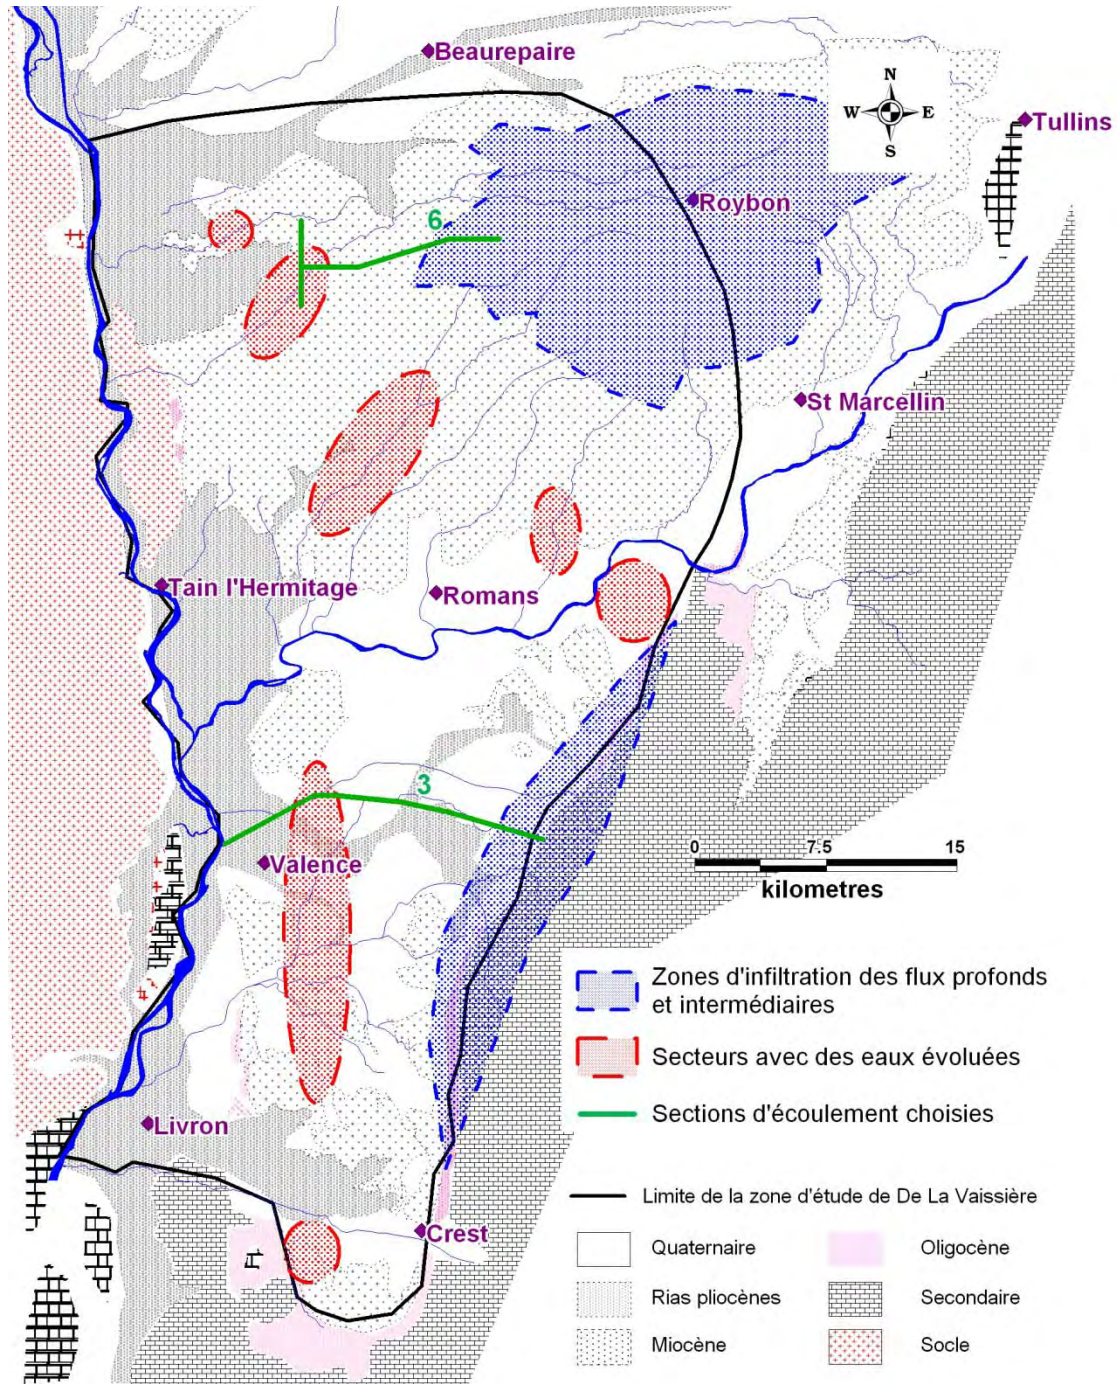 Beaurepaire
N
W E
S
Tullins
Roybon
6
St Marcellin
Tain l'Hermitage
Romans
3
Valence
0 7.5 15
kilometres
Zones d'infiltration des flux profonds
et intermédiaires
Secteurs avec des eaux évoluées
Sections d'écoulement choisies
Livron
Limite de la zone d'étude de De La Vaissière
Crest
Quaternaire
Oligocène
Rias pliocènes
Secondaire
Miocène
Socle